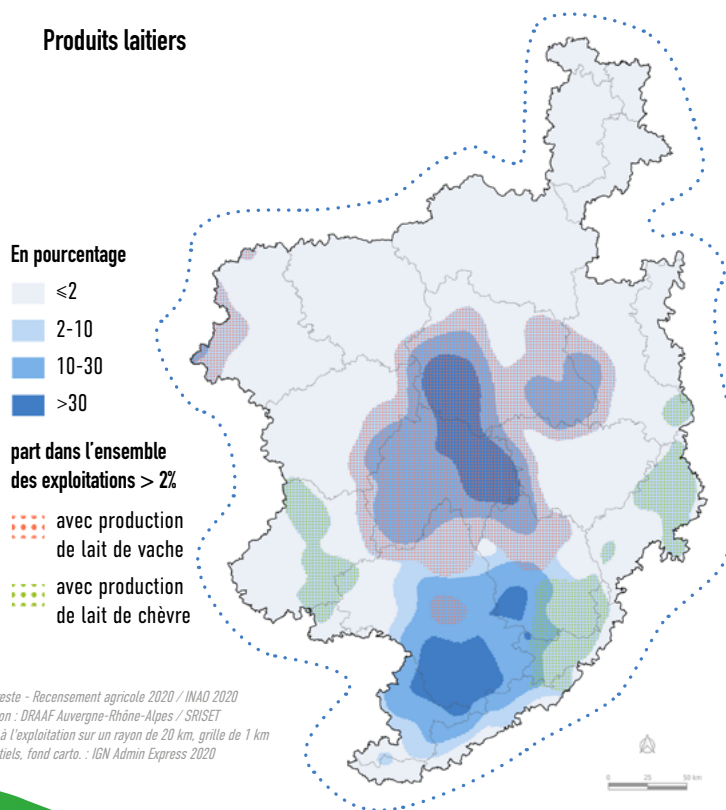 Produits laitiers
En pourcentage
≤2
2-10
10-30
>30
part dans l'ensemble
des exploitations > 2%
avec production
de lait de vache
avec production
de lait de chèvre
este - Recensement agricole 2020 / INAO 2020
on : DRAAF Auvergne-Rhône-Alpes / SRISET
à l'exploitation sur un rayon de 20 km, grille de 1 km
tiels, fond carto. : IGN Admin Express 2020
0 25 50 km